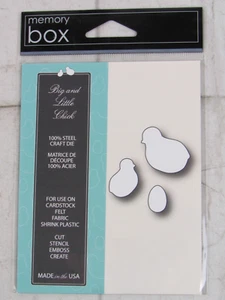 memory
box
Big and
Little
Chick
100% STEEL
CRAFT DIE
MATRICE DE
DÉCOUPE
100% ACIER
FOR USE ON
CARDSTOCK
FELT
FABRIC
SHRINK PLASTIC
CUT
STENCIL
EMBOSS
CREATE
MADE in the USA